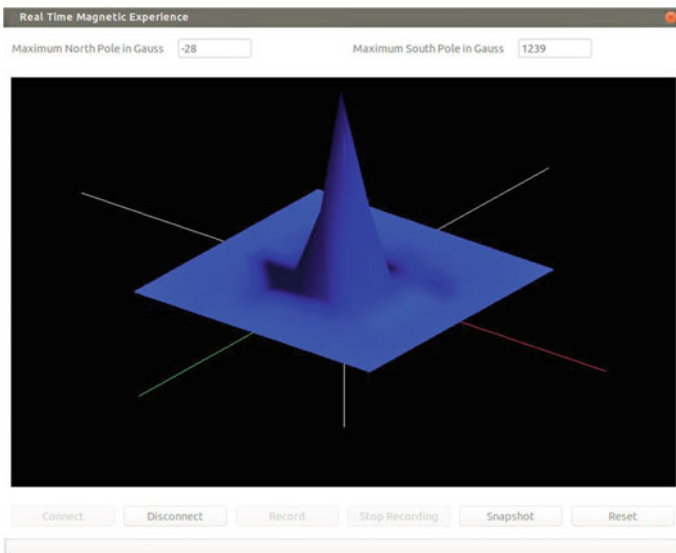 Real Time Magnetic Experience
Maximum North Pole in Gauss -28 Maximum South Pole in Gauss 1239
Connect Disconnect Record Stop Recording Snapshot Reset